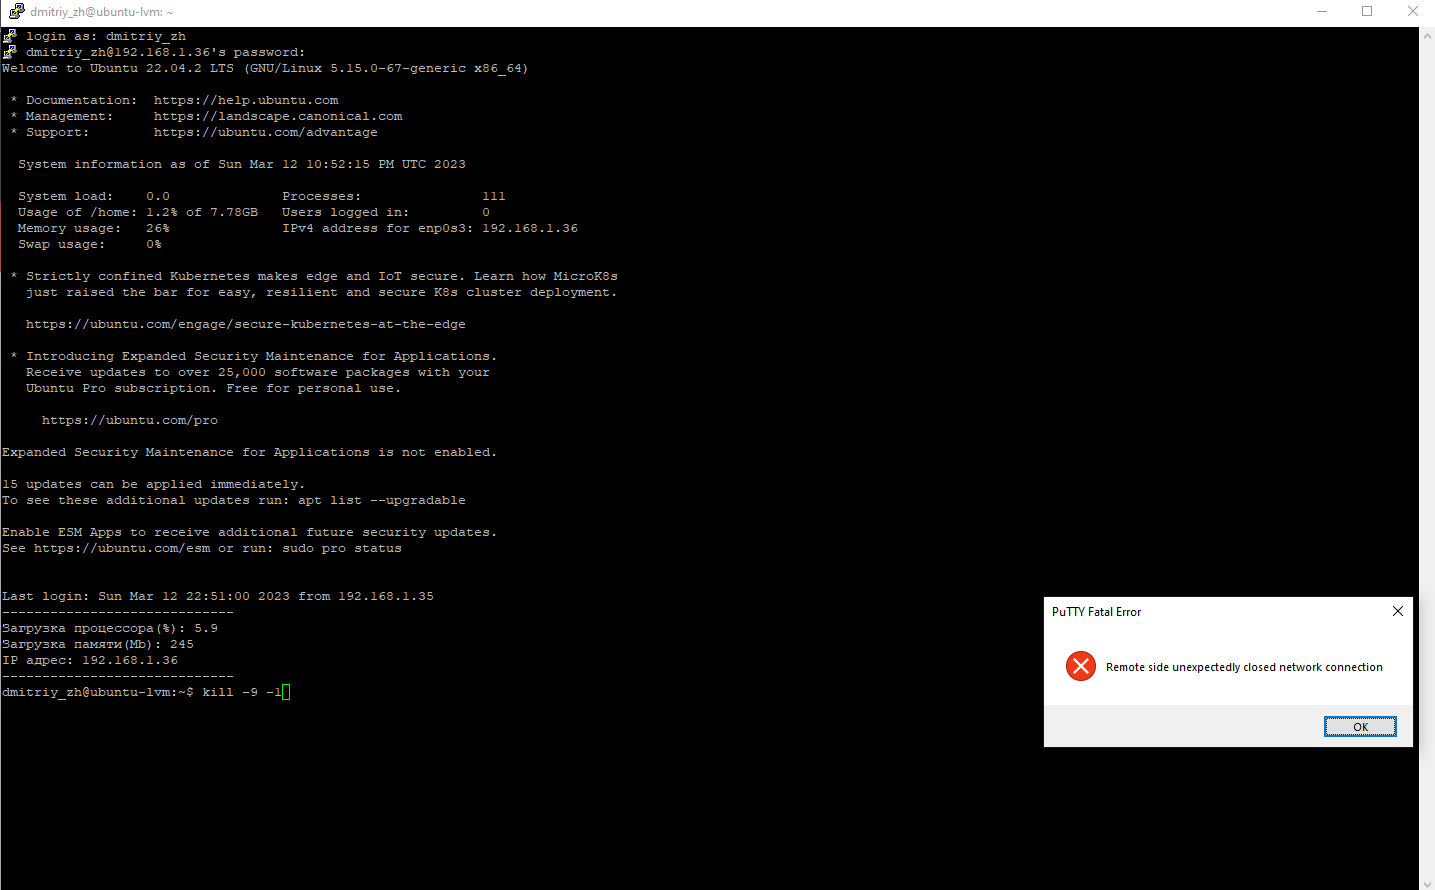 dmitriy_zh@ubuntu-lvm: ~
login as: dmitriy_zh
dmitriy_zh@192.168.1.36's password:
Welcome to Ubuntu 22.04.2 LTS (GNU/Linux 5.15.0-67-generic x86_64)
* Documentation:  https://help.ubuntu.com
* Management:     https://landscape.canonical.com
* Support:        https://ubuntu.com/advantage
System information as of Sun Mar 12 10:52:15 PM UTC 2023
System load:    0.0              Processes:               111
Usage of /home: 1.2% of 7.78GB   Users logged in:         0
Memory usage:   26%              IPv4 address for enp0s3: 192.168.1.36
Swap usage:     0%
* Strictly confined Kubernetes makes edge and IoT secure. Learn how MicroK8s
just raised the bar for easy, resilient and secure K8s cluster deployment.
https://ubuntu.com/engage/secure-kubernetes-at-the-edge
* Introducing Expanded Security Maintenance for Applications.
Receive updates to over 25,000 software packages with your
Ubuntu Pro subscription. Free for personal use.
https://ubuntu.com/pro
Expanded Security Maintenance for Applications is not enabled.
15 updates can be applied immediately.
To see these additional updates run: apt list --upgradable
Enable ESM Apps to receive additional future security updates.
See https://ubuntu.com/esm or run: sudo pro status
Last login: Sun Mar 12 22:51:00 2023 from 192.168.1.35
-----------------------------
Загрузка процессора(%): 5.9
Загрузка памяти(Mb): 245
IP адрес: 192.168.1.36
-----------------------------
dmitriy_zh@ubuntu-lvm:~$ kill -9 -1
PuTTY Fatal Error
Remote side unexpectedly closed network connection
OK